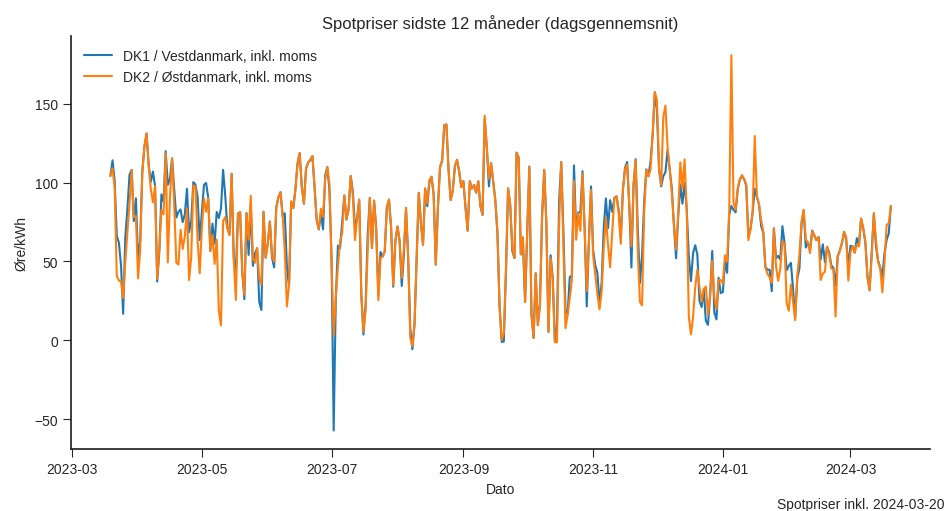 Spotpriser sidste 12 måneder (dagsgennemsnit)
DK1 / Vestdanmark, inkl. moms
DK2 / Østdanmark, inkl. moms
150
100
50
0
−50
Øre/kWh
2023-03 2023-05 2023-07 2023-09 2023-11 2024-01 2024-03
Dato
Spotpriser inkl. 2024-03-20